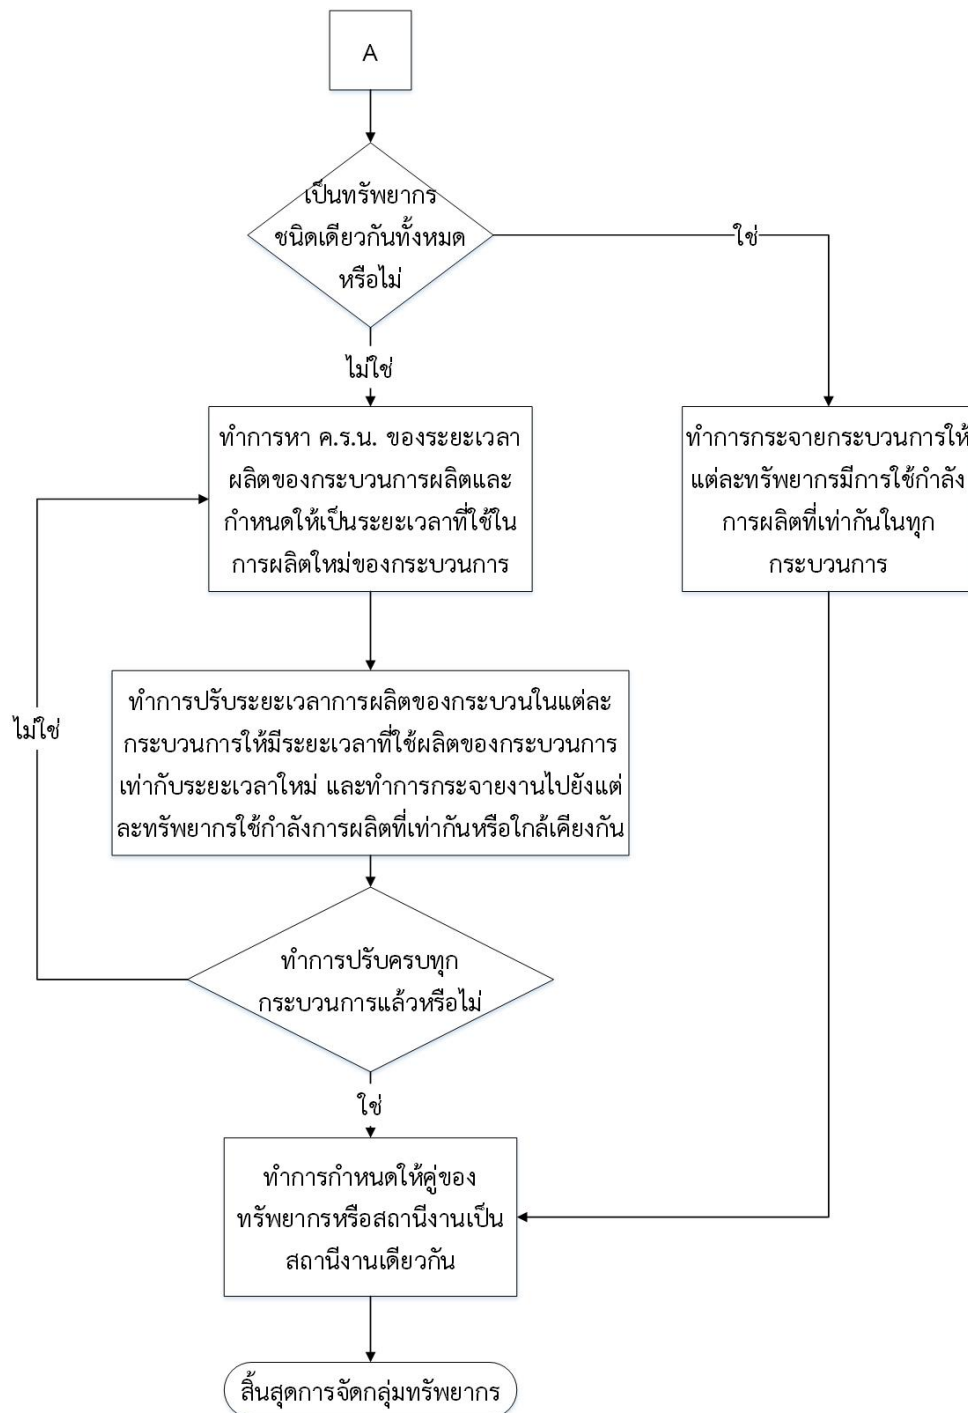 A
เป็นทรัพยากร
ชนิดเดียวกันทั้งหมด
หรือไม่
ใช่
ไม่ใช่
ทำการหา ค.ร.น. ของระยะเวลา
ผลิตของกระบวนการผลิตและ
กำหนดให้เป็นระยะเวลาที่ใช้ใน
การผลิตใหม่ของกระบวนการ
ทำการกระจายกระบวนการให้
แต่ละทรัพยากรมีการใช้กำลัง
การผลิตที่เท่ากันในทุก
กระบวนการ
ทำการปรับระยะเวลาการผลิตของกระบวนในแต่ละ
กระบวนการให้มีระยะเวลาที่ใช้ผลิตของกระบวนการ
เท่ากับระยะเวลาใหม่ และทำการกระจายงานไปยังแต่
ละทรัพยากรใช้กำลังการผลิตที่เท่ากันหรือใกล้เคียงกัน
ไม่ใช่
ทำการปรับครบทุก
กระบวนการแล้วหรือไม่
ใช่
ทำการกำหนดให้คู่ของ
ทรัพยากรหรือสถานีงานเป็น
สถานีงานเดียวกัน
สิ้นสุดการจัดกลุ่มทรัพยากร